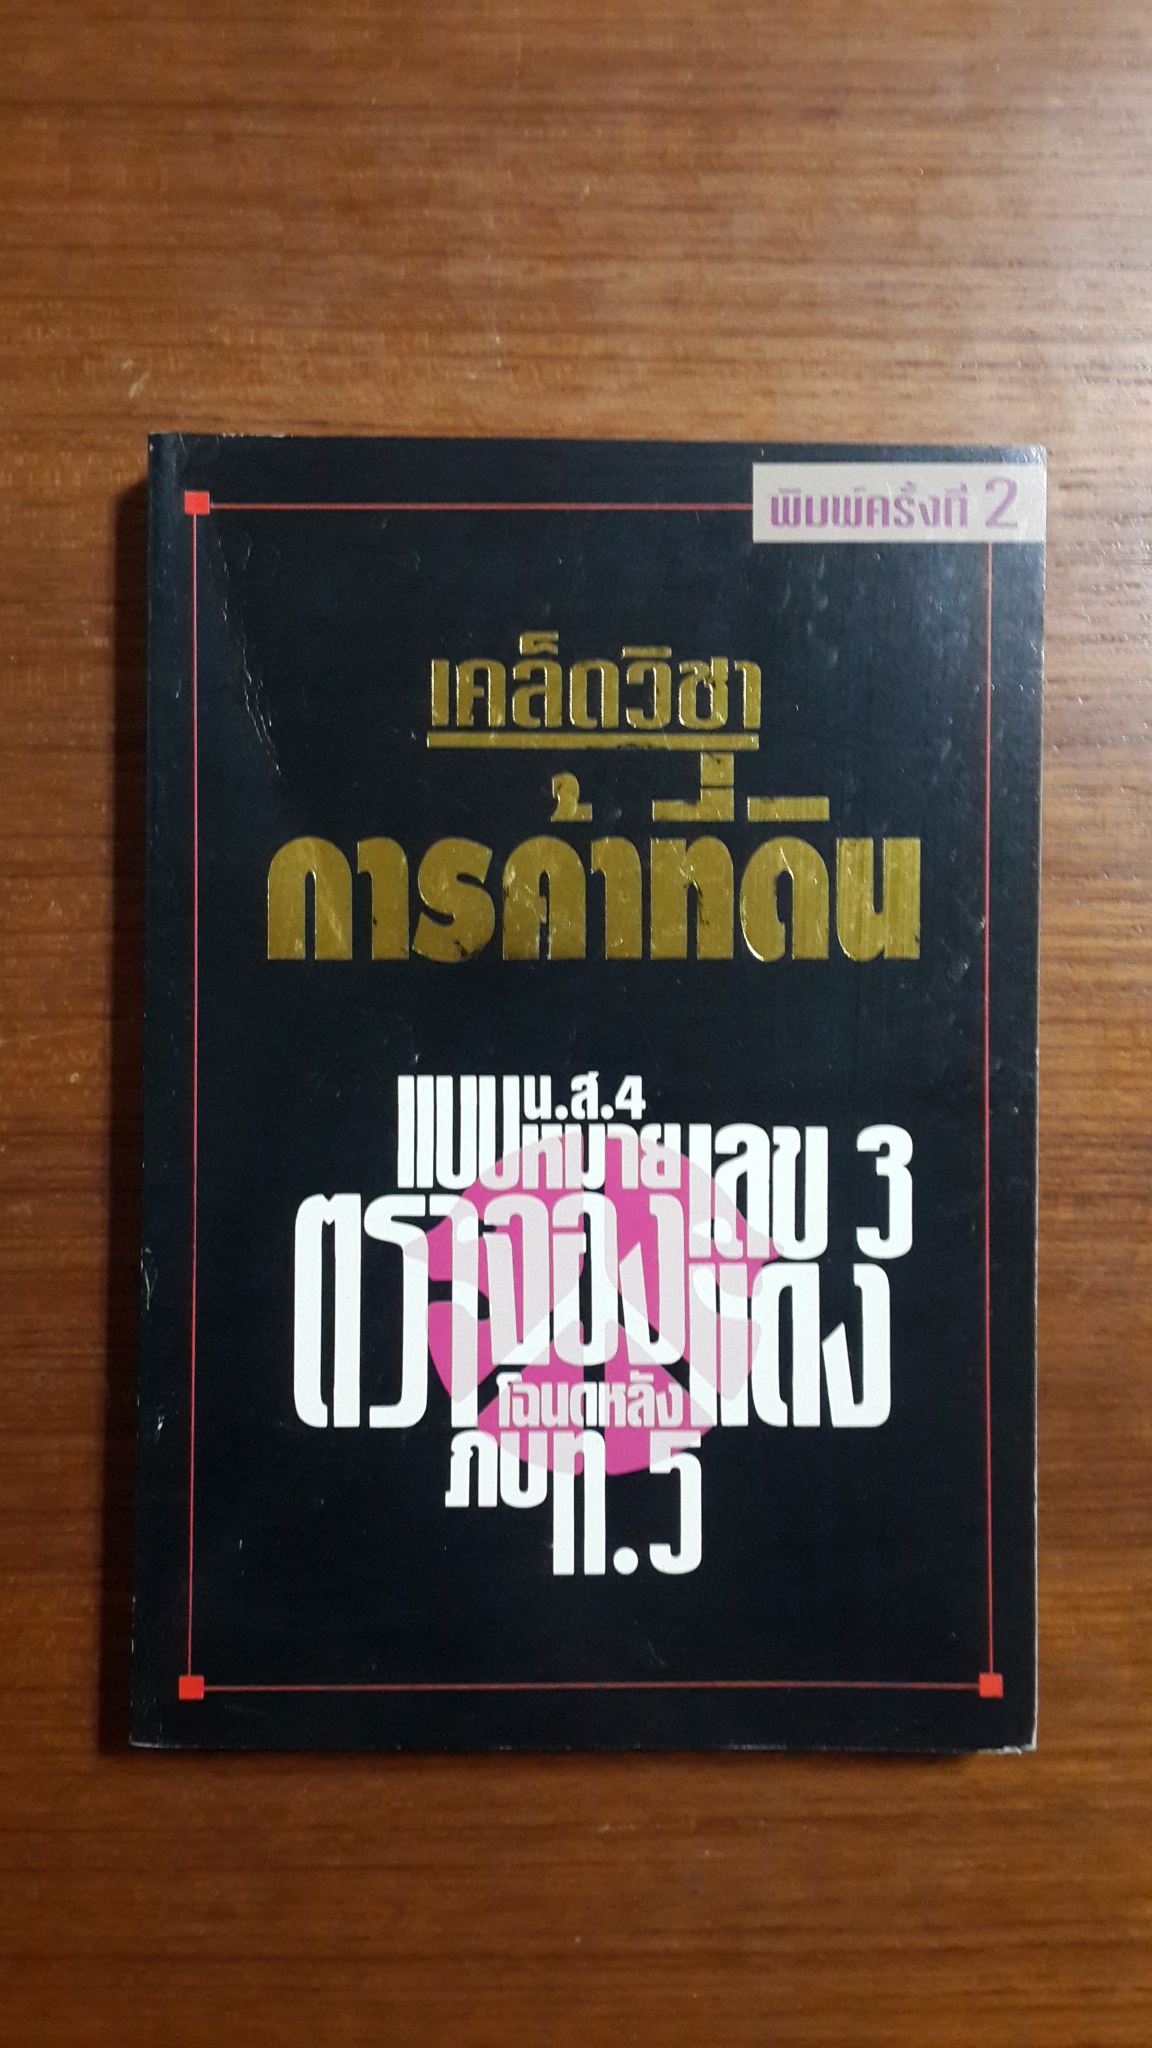 พิมพ์ครั้งที่ 2
เคล็ดวิชา
การค้าที่ดิน
แบบน.ส.4
หมายเลข 3
ตราจองแดง
โฉนดหลัง
ภบท.5